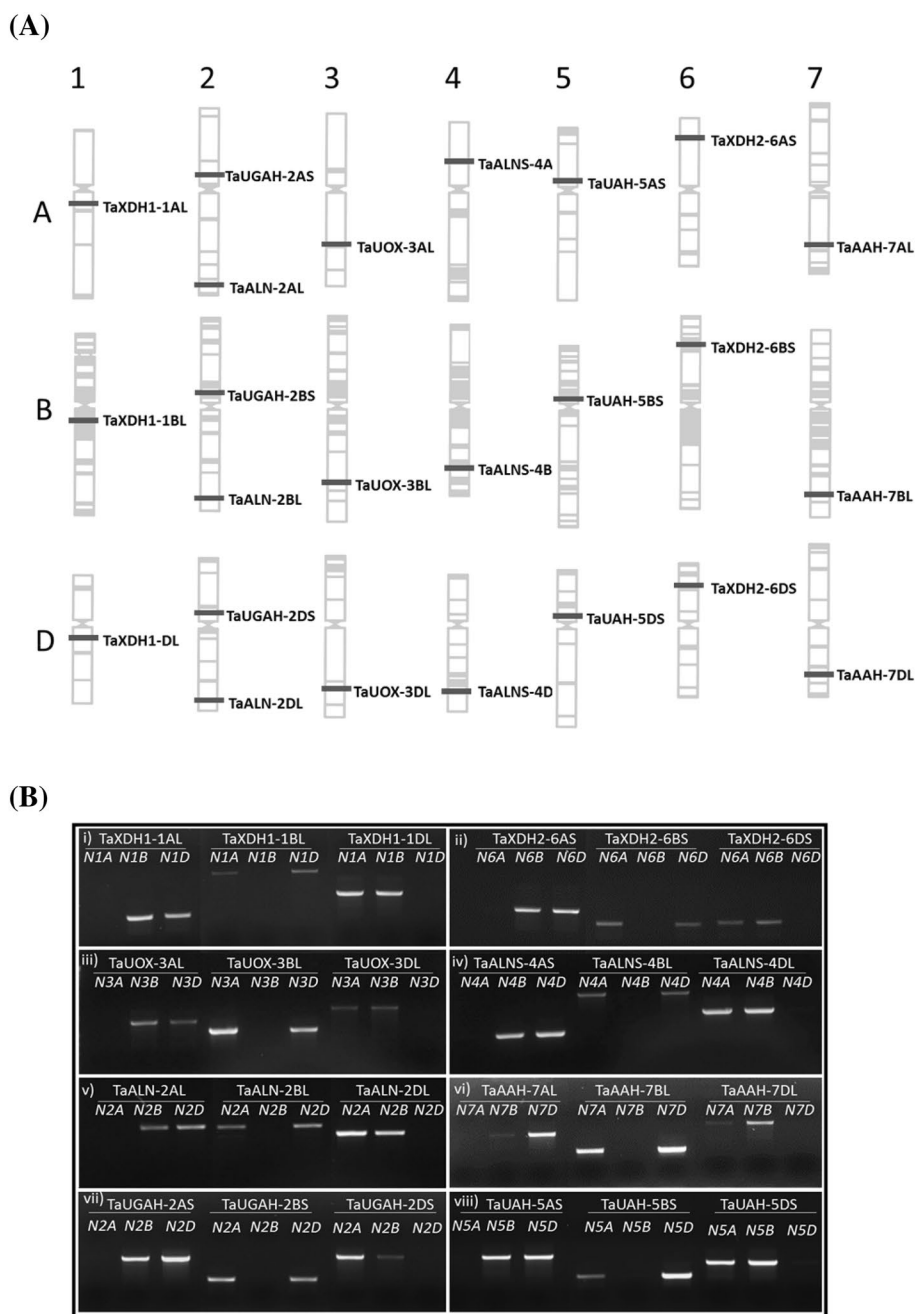 (A)
1 2 3 4 5 6 7
A
TaXDH1-1AL
TaUGAH-2AS
TaALN-2AL
TaUOX-3AL
TaALNS-4A
TaUAH-5AS
TaXDH2-6AS
TaAAH-7AL
B
TaXDH1-1BL
TaUGAH-2BS
TaALN-2BL
TaUOX-3BL
TaALNS-4B
TaUAH-5BS
TaXDH2-6BS
TaAAH-7BL
D
TaXDH1-DL
TaUGAH-2DS
TaALN-2DL
TaUOX-3DL
TaALNS-4D
TaUAH-5DS
TaXDH2-6DS
TaAAH-7DL
(B)
i) TaXDH1-1AL TaXDH1-1BL TaXDH1-1DL
N1A N1B N1D N1A N1B N1D N1A N1B N1D
ii) TaXDH2-6AS TaXDH2-6BS TaXDH2-6DS
N6A N6B N6D N6A N6B N6D N6A N6B N6D
iii) TaUOX-3AL TaUOX-3BL TaUOX-3DL
N3A N3B N3D N3A N3B N3D N3A N3B N3D
iv) TaALNS-4AS TaALNS-4BL TaALNS-4DL
N4A N4B N4D N4A N4B N4D N4A N4B N4D
v) TaALN-2AL TaALN-2BL TaALN-2DL
N2A N2B N2D N2A N2B N2D N2A N2B N2D
vi) TaAAH-7AL TaAAH-7BL TaAAH-7DL
N7A N7B N7D N7A N7B N7D N7A N7B N7D
vii) TaUGAH-2AS TaUGAH-2BS TaUGAH-2DS
N2A N2B N2D N2A N2B N2D N2A N2B N2D
viii) TaUAH-5AS TaUAH-5BS TaUAH-5DS
N5A N5B N5D N5A N5B N5D N5A N5B N5D